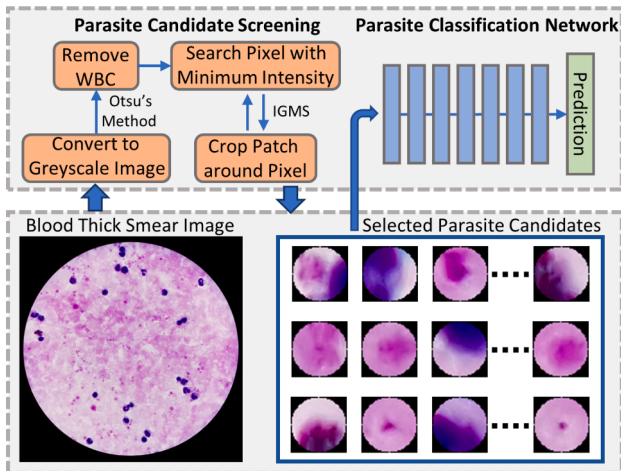 Parasite Candidate Screening
Parasite Classification Network
Remove
WBC
Search Pixel with
Minimum Intensity
Otsu's
Method
IGMS
Convert to
Greyscale Image
Crop Patch
around Pixel
Prediction
Blood Thick Smear Image
Selected Parasite Candidates